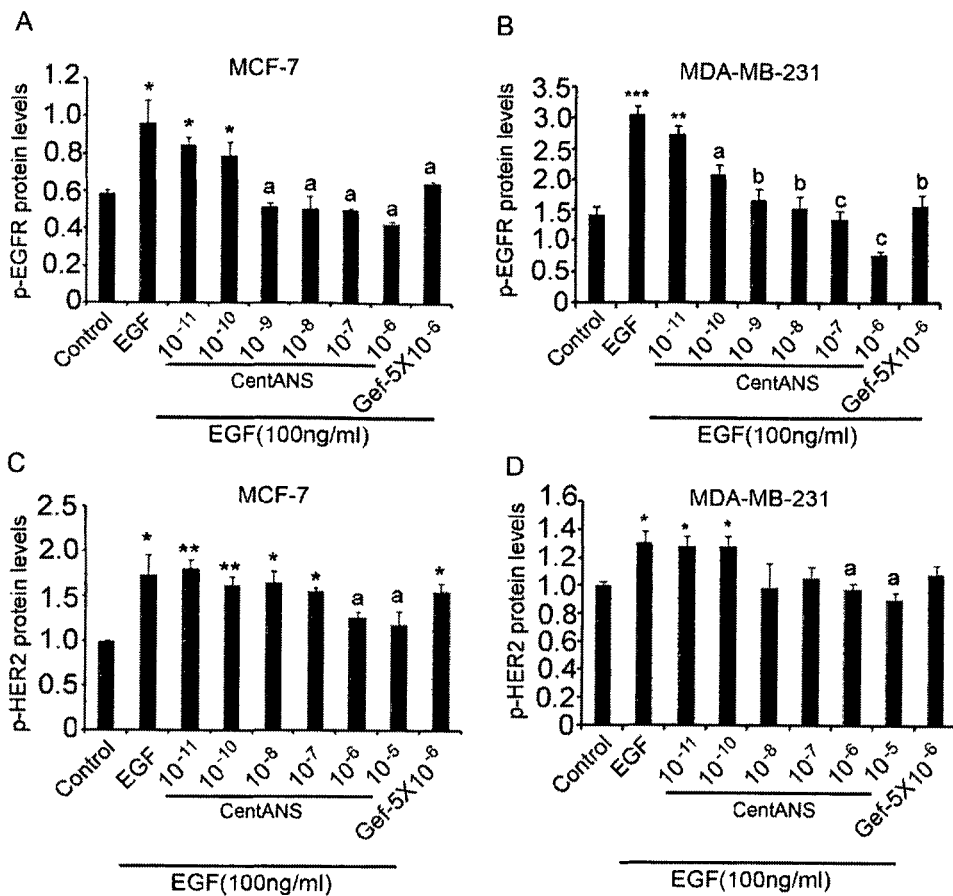 A
MCF-7
p-EGFR protein levels
1.2
1.0
0.8
0.6
0.4
0.2
0
*
*
*
a
a
a
a
a
Control
EGF
10⁻¹¹
10⁻¹⁰
10⁻⁹
10⁻⁸
10⁻⁷
10⁻⁶
Gef-5X10⁻⁶
CentANS
EGF(100ng/ml)
B
MDA-MB-231
p-EGFR protein levels
3.5
3.0
2.5
2.0
1.5
1.0
0.5
0
***
**
a
b
b
c
c
b
Control
EGF
10⁻¹¹
10⁻¹⁰
10⁻⁹
10⁻⁸
10⁻⁷
10⁻⁶
Gef-5X10⁻⁶
CentANS
EGF(100ng/ml)
C
MCF-7
p-HER2 protein levels
2.5
2.0
1.5
1.0
0.5
0
*
**
**
*
*
a
a
*
Control
EGF
10⁻¹¹
10⁻¹⁰
10⁻⁸
10⁻⁷
10⁻⁶
10⁻⁵
Gef-5X10⁻⁶
CentANS
EGF(100ng/ml)
D
MDA-MB-231
p-HER2 protein levels
1.6
1.4
1.2
1.0
0.8
0.6
0.4
0.2
0
*
*
*
a
a
Control
EGF
10⁻¹¹
10⁻¹⁰
10⁻⁸
10⁻⁷
10⁻⁶
10⁻⁵
Gef-5X10⁻⁶
CentANS
EGF(100ng/ml)